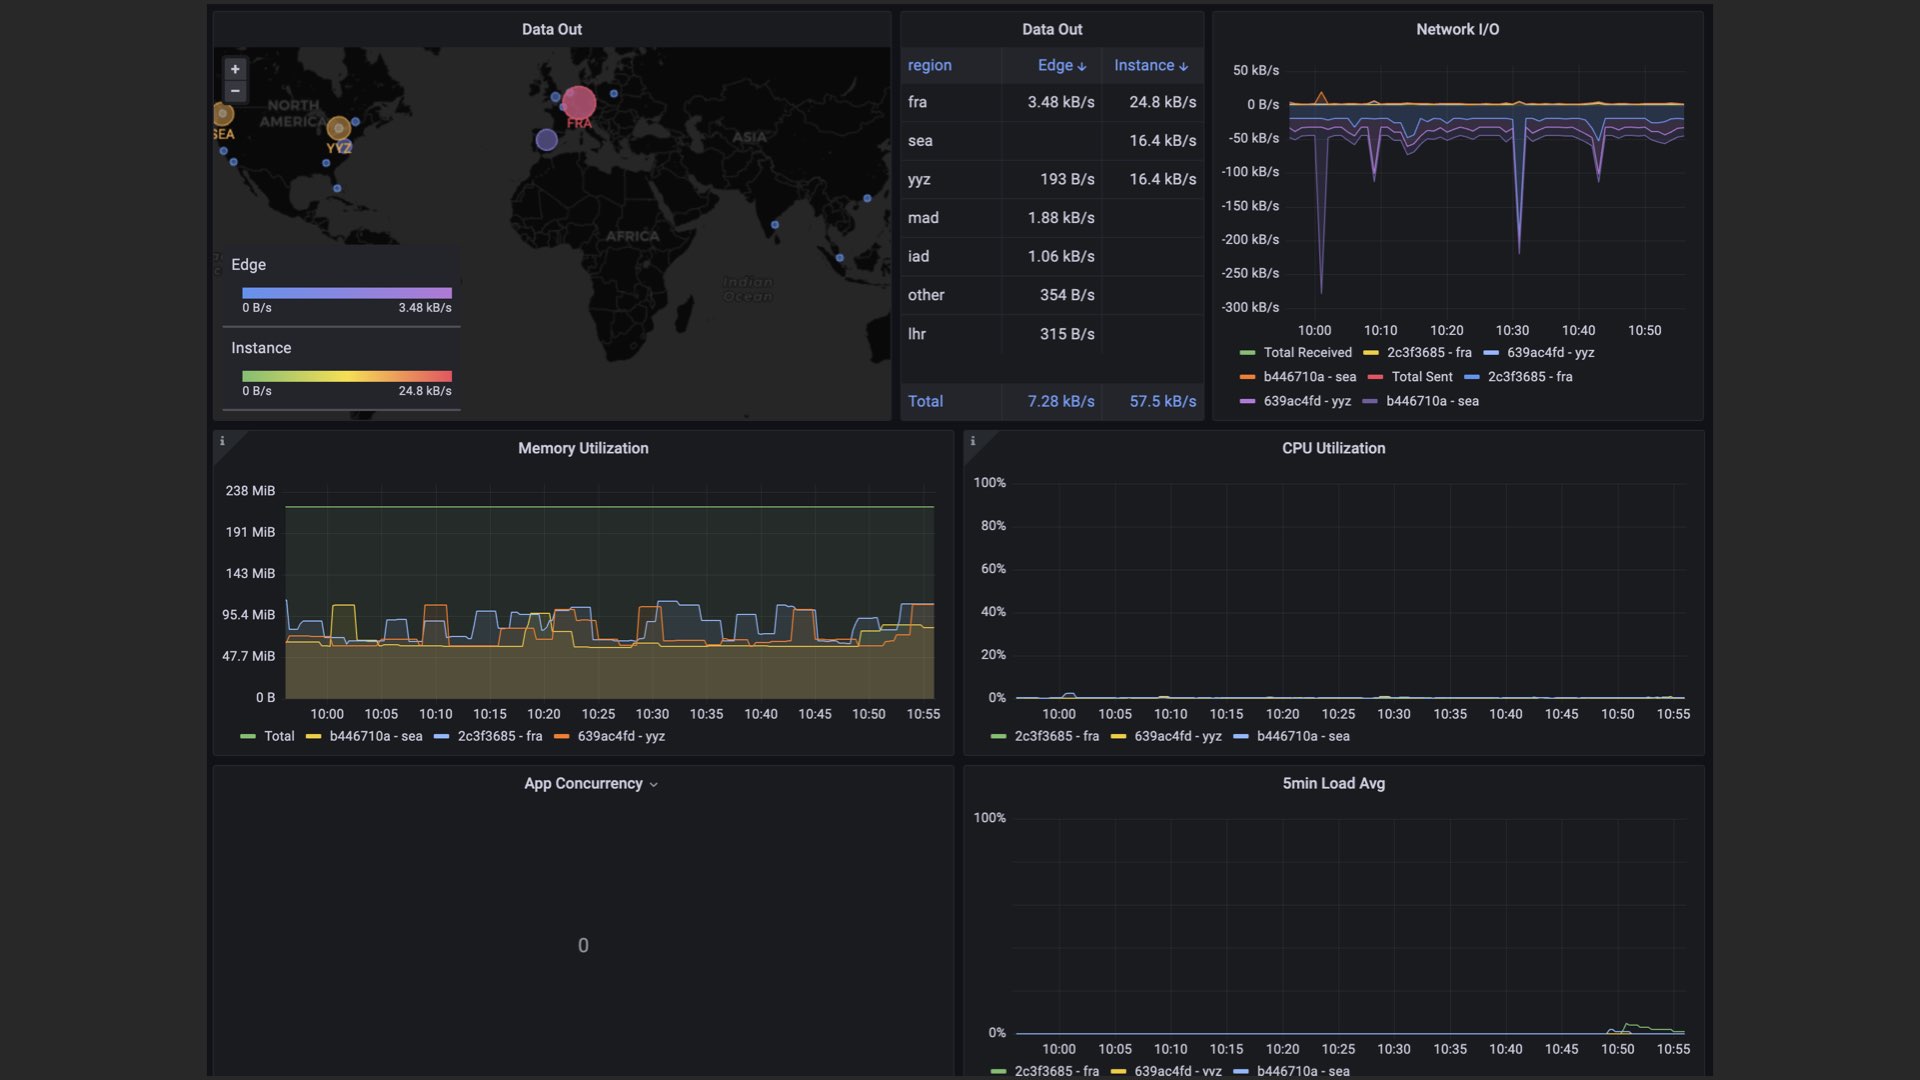 Data Out
+
−
NORTH
AMERICA
SEA
YYZ
FRA
ASIA
AFRICA
Indian
Ocean
Edge
0 B/s 3.48 kB/s
Instance
0 B/s 24.8 kB/s
Data Out
region Edge ↓ Instance ↓
fra 3.48 kB/s 24.8 kB/s
sea 16.4 kB/s
yyz 193 B/s 16.4 kB/s
mad 1.88 kB/s
iad 1.06 kB/s
other 354 B/s
lhr 315 B/s
Total 7.28 kB/s 57.5 kB/s
Network I/O
50 kB/s
0 B/s
-50 kB/s
-100 kB/s
-150 kB/s
-200 kB/s
-250 kB/s
-300 kB/s
10:00 10:10 10:20 10:30 10:40 10:50
Total Received 2c3f3685 - fra 639ac4fd - yyz
b446710a - sea Total Sent 2c3f3685 - fra
639ac4fd - yyz b446710a - sea
i
Memory Utilization
238 MiB
191 MiB
143 MiB
95.4 MiB
47.7 MiB
0 B
10:00 10:05 10:10 10:15 10:20 10:25 10:30 10:35 10:40 10:45 10:50 10:55
Total b446710a - sea 2c3f3685 - fra 639ac4fd - yyz
i
CPU Utilization
100%
80%
60%
40%
20%
0%
10:00 10:05 10:10 10:15 10:20 10:25 10:30 10:35 10:40 10:45 10:50 10:55
2c3f3685 - fra 639ac4fd - yyz b446710a - sea
App Concurrency
0
5min Load Avg
100%
0%
10:00 10:05 10:10 10:15 10:20 10:25 10:30 10:35 10:40 10:45 10:50 10:55
2c3f3685 - fra 639ac4fd - yyz b446710a - sea